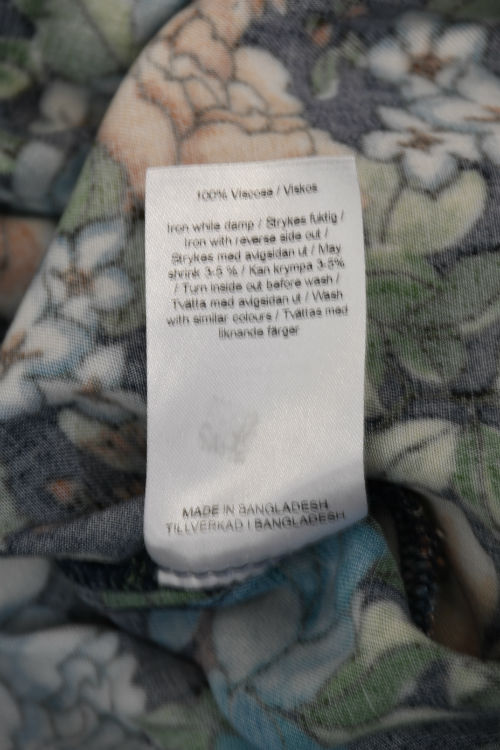 100% Viscose / Viskos
Iron while damp / Strykes fuktig /
Iron with reverse side out /
Strykes med avigsidan ut / May
shrink 3-5 % / Kan krympa 3-5%
/ Turn inside out before wash /
Tvätta med avigsidan ut / Wash
with similar colours / Tvättas med
liknande färger
MADE IN BANGLADESH
TILLVERKAD I BANGLADESH